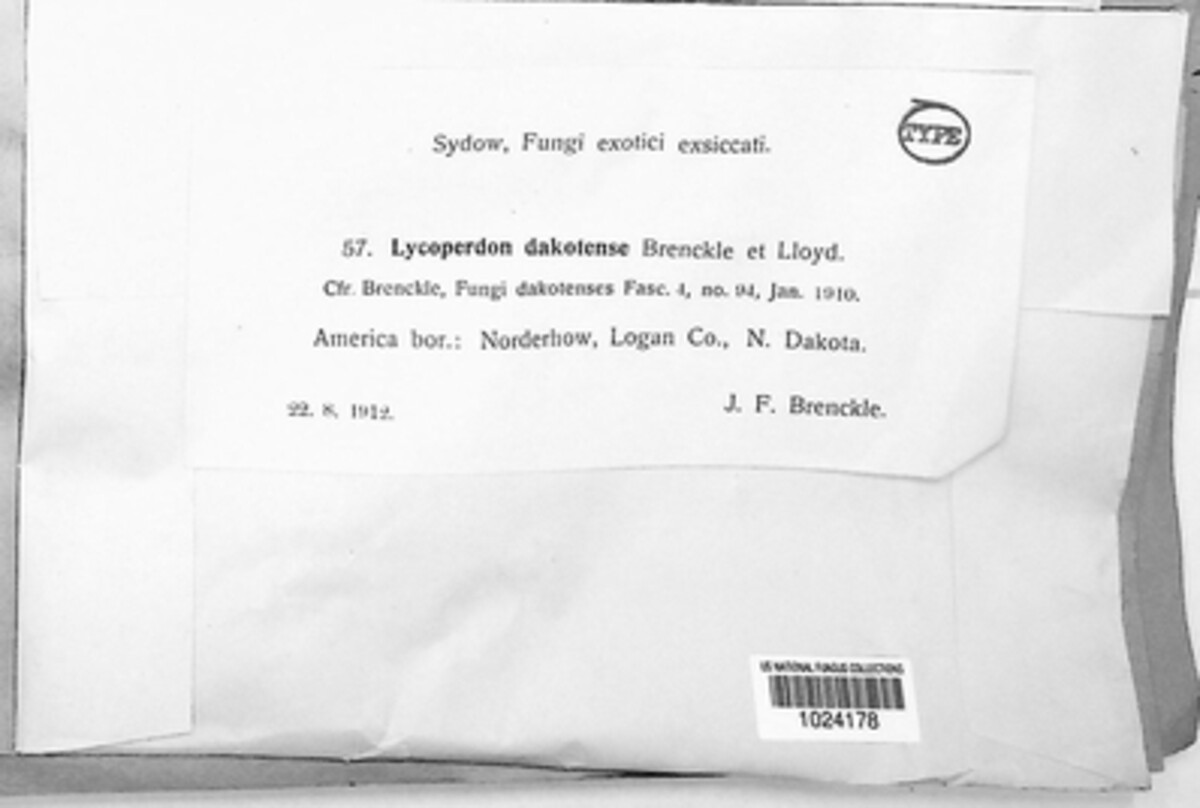 TYPE
Sydow, Fungi exotici exsiccati.
57. Lycoperdon dakotense Brenckle et Lloyd.
Cfr. Brenckle, Fungi dakotenses Fasc. 4, no. 94, Jan. 1910.
America bor.: Norderhow, Logan Co., N. Dakota.
22. 8. 1912.
J. F. Brenckle.
US NATIONAL FUNGUS COLLECTIONS
1024178